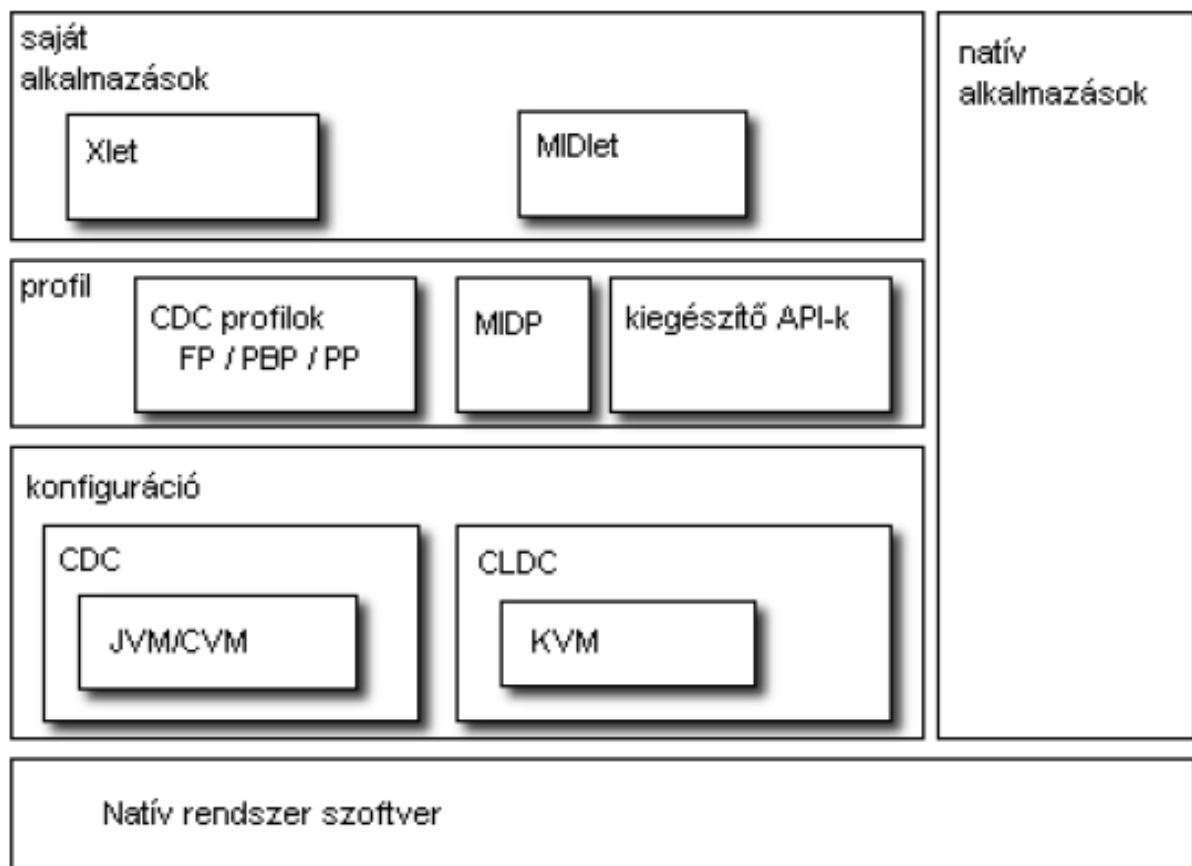 saját
alkalmazások
Xlet
MIDlet
natív
alkalmazások
profil
CDC profilok
FP / PBP / PP
MIDP
kiegészítő API-k
konfiguráció
CDC
JVM/CVM
CLDC
KVM
Natív rendszer szoftver